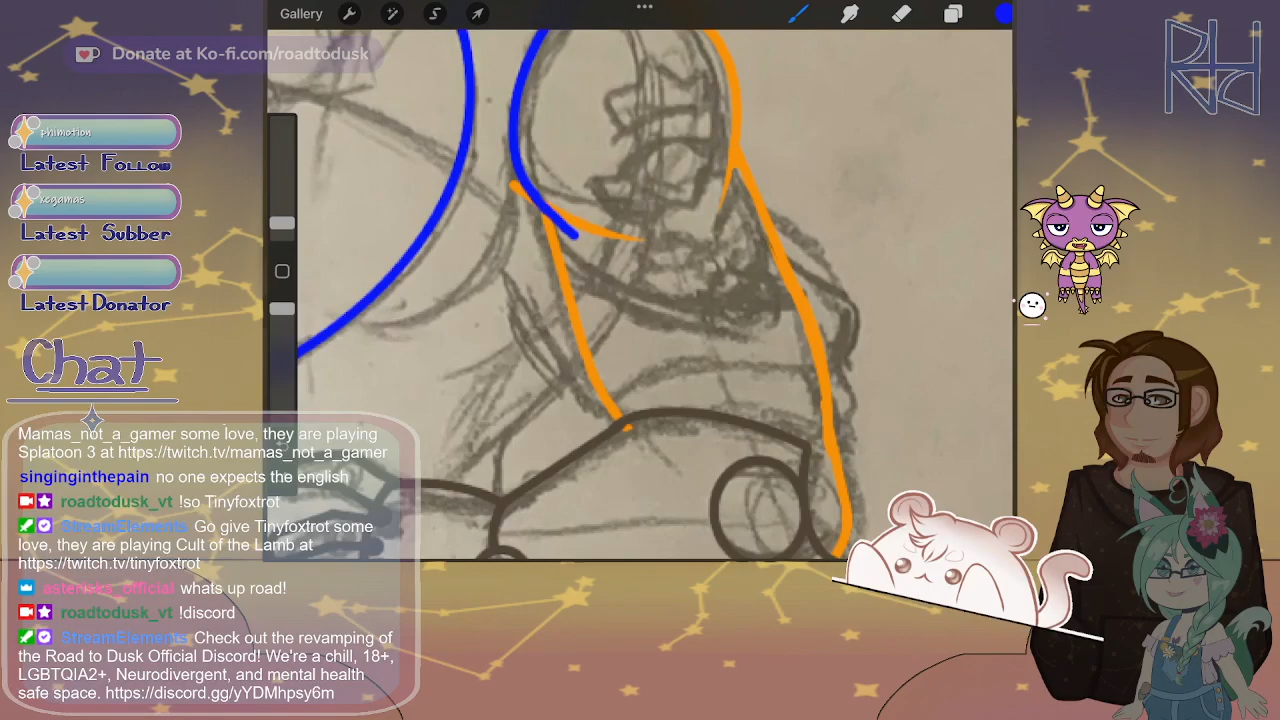 Gallery
Donate at Ko-fi.com/roadtodusk
phimotion
Latest Follow
xcgamas
Latest Subber
Latest Donator
Chat
Mamas_not_a_gamer some love, they are playing
Splatoon 3 at https://twitch.tv/mamas_not_a_gamer
singinginthepain no one expects the english
roadtodusk_vt !so Tinyfoxtrot
StreamElements Go give Tinyfoxtrot some
love, they are playing Cult of the Lamb at
https://twitch.tv/tinyfoxtrot
asterisks_official whats up road!
roadtodusk_vt !discord
StreamElements Check out the revamping of
the Road to Dusk Official Discord! We're a chill, 18+,
LGBTQIA2+, Neurodivergent, and mental health
safe space. https://discord.gg/yYDMhpsy6m